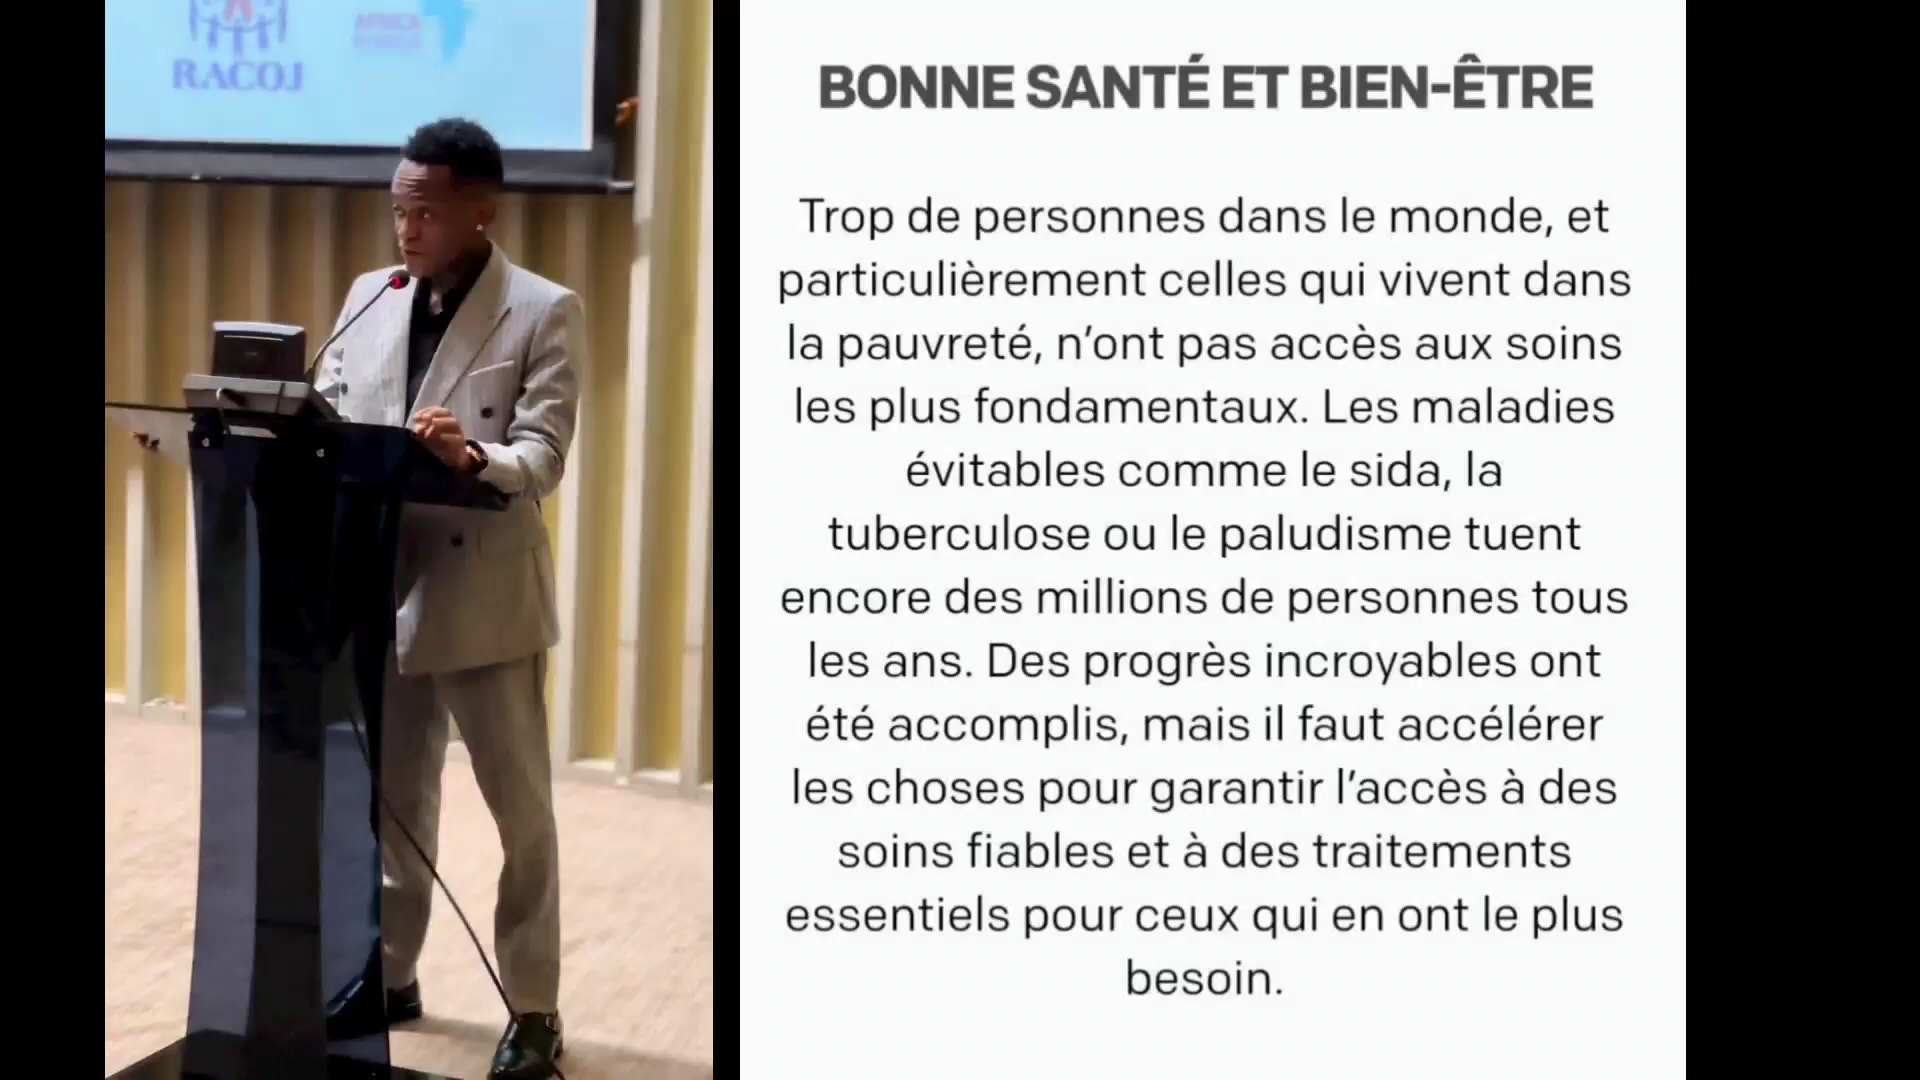 RACOJ
AFRICA
BONNE SANTÉ ET BIEN-ÊTRE
Trop de personnes dans le monde, et
particulièrement celles qui vivent dans
la pauvreté, n’ont pas accès aux soins
les plus fondamentaux. Les maladies
évitables comme le sida, la
tuberculose ou le paludisme tuent
encore des millions de personnes tous
les ans. Des progrès incroyables ont
été accomplis, mais il faut accélérer
les choses pour garantir l’accès à des
soins fiables et à des traitements
essentiels pour ceux qui en ont le plus
besoin.